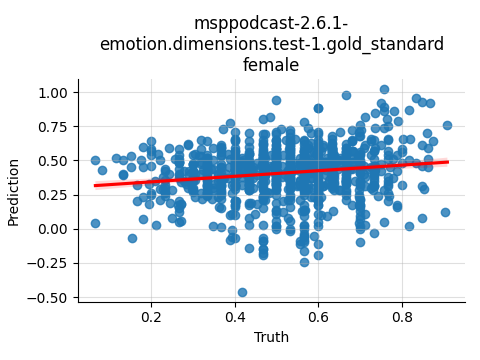 msppodcast-2.6.1-
emotion.dimensions.test-1.gold_standard
female
1.00
0.75
0.50
0.25
0.00
−0.25
−0.50
Prediction
0.2 0.4 0.6 0.8
Truth